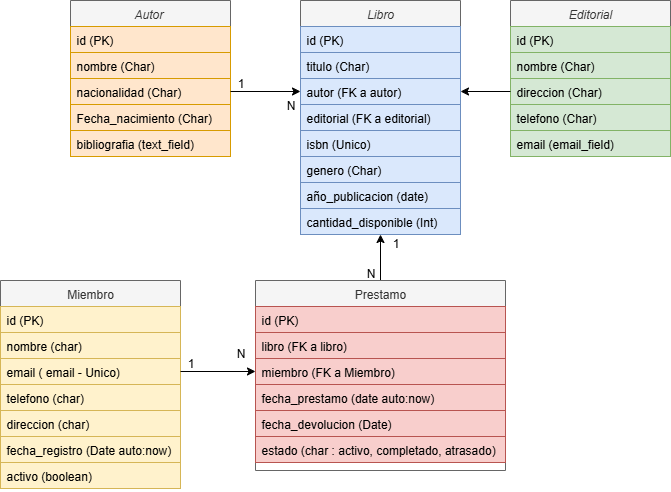 Autor
id (PK)
nombre (Char)
nacionalidad (Char)
Fecha_nacimiento (Char)
bibliografia (text_field)
1
N
Libro
id (PK)
titulo (Char)
autor (FK a autor)
editorial (FK a editorial)
isbn (Unico)
genero (Char)
año_publicacion (date)
cantidad_disponible (Int)
Editorial
id (PK)
nombre (Char)
direccion (Char)
telefono (Char)
email (email_field)
1
N
Miembro
id (PK)
nombre (char)
email ( email - Unico)
telefono (char)
direccion (char)
fecha_registro (Date auto:now)
activo (boolean)
1
N
Prestamo
id (PK)
libro (FK a libro)
miembro (FK a Miembro)
fecha_prestamo (date auto:now)
fecha_devolucion (Date)
estado (char : activo, completado, atrasado)